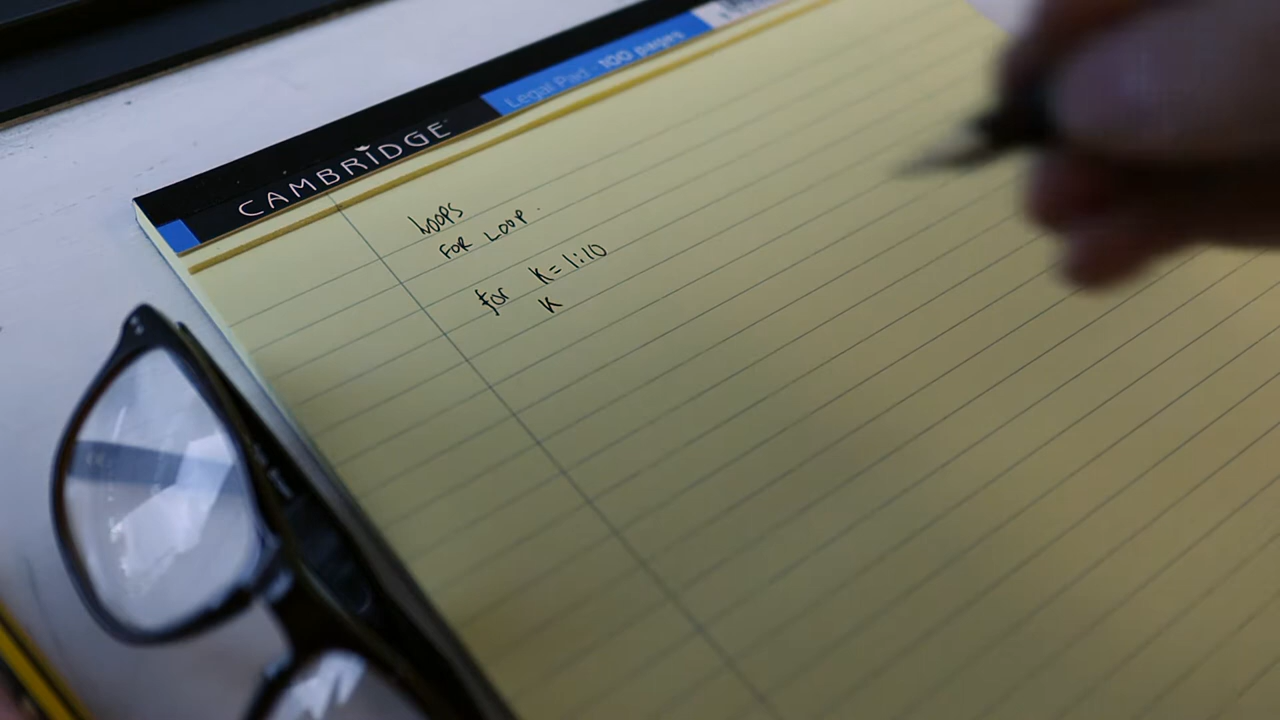 CAMBRIDGE
Legal Pad · 100 pages
Loops
FOR LOOP.
for K = 1:10
K